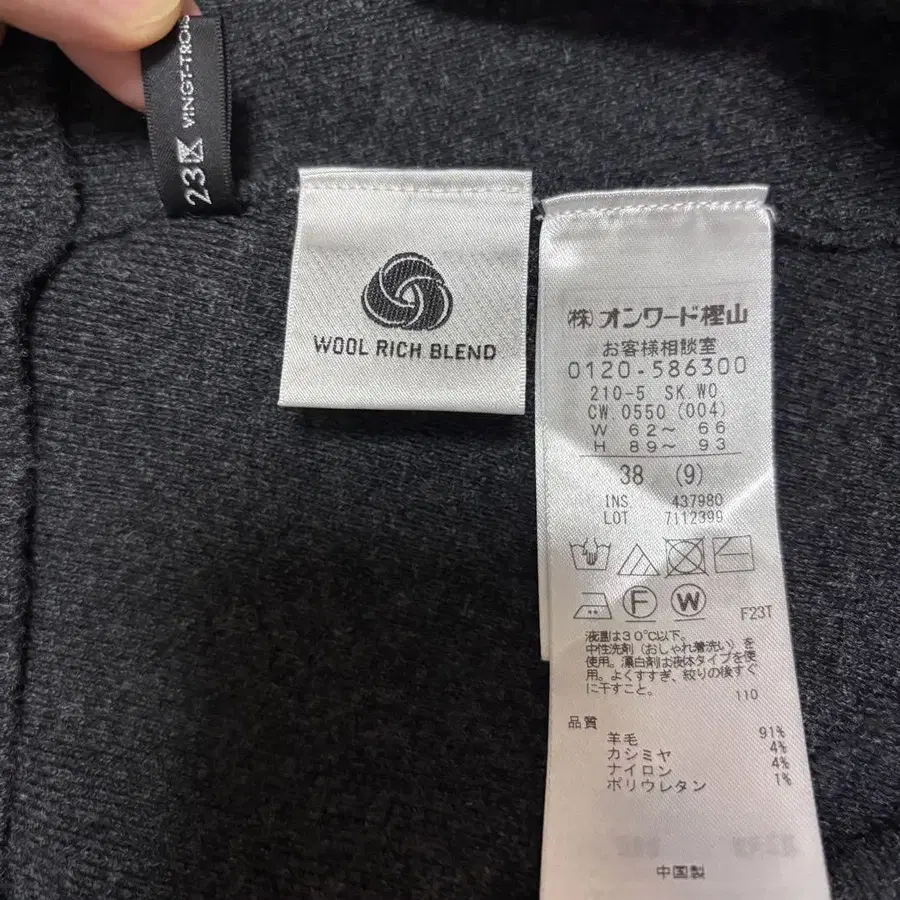 23
VINGT-TROIS
WOOL RICH BLEND
(株)オンワード樫山
お客様相談室
0120-586300
210-5 SK.WO
CW 0550 (004)
W 62～ 66
H 89～ 93
38 (9)
INS. 437980
LOT 7112399
F W
F23T
液温は30℃以下。
中性洗剤（おしゃれ着洗い）を
使用。漂白剤は液体タイプを使
用。よくすすぎ、絞りの後すぐ
に干すこと。
110
品質
羊毛 91%
カシミヤ 4%
ナイロン 4%
ポリウレタン 1%
中国製